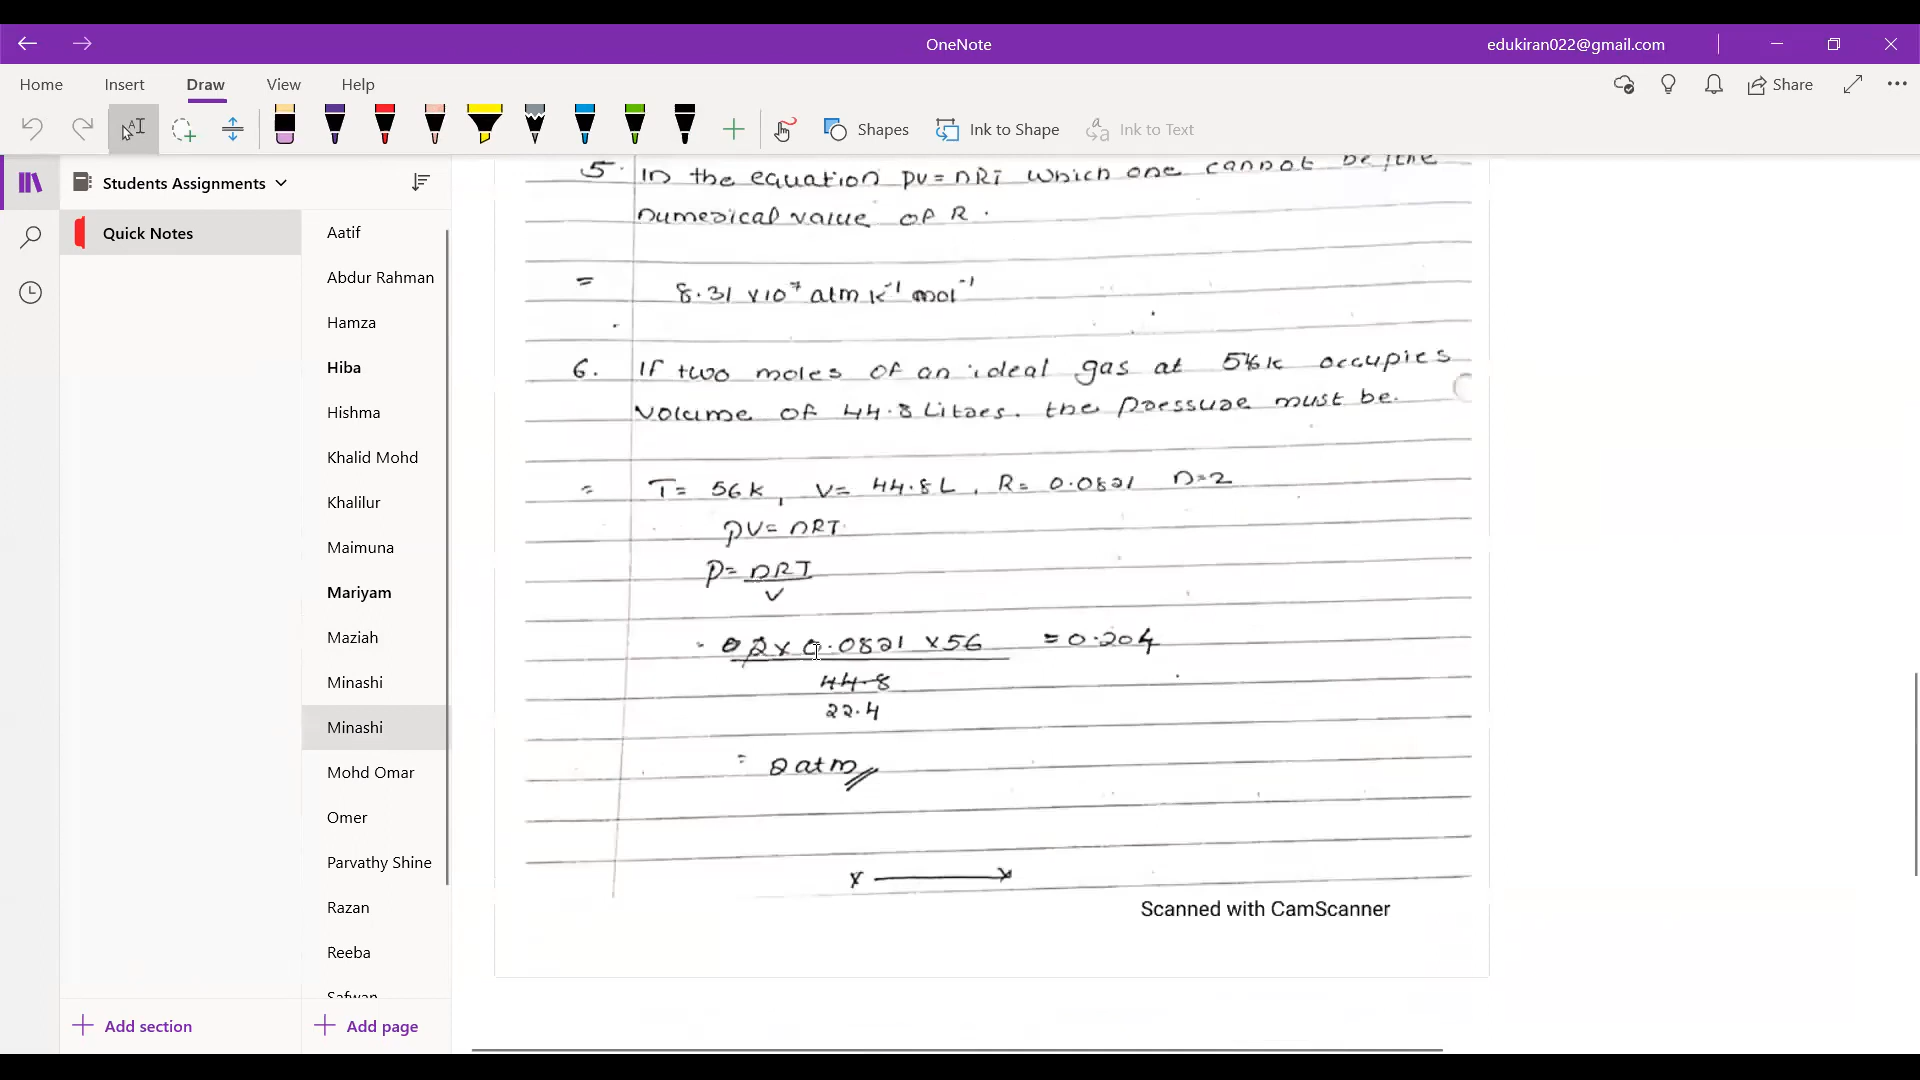 OneNote
edukiran022@gmail.com
Home Insert Draw View Help
Share
Shapes Ink to Shape Ink to Text
Students Assignments
Quick Notes
Aatif
Abdur Rahman
Hamza
Hiba
Hishma
Khalid Mohd
Khalilur
Maimuna
Mariyam
Maziah
Minashi
Minashi
Mohd Omar
Omer
Parvathy Shine
Razan
Reeba
Safwan
Add section
Add page
5. In the equation PV = nRT which one cannot be the
numerical value of R.
= 8.31 x10⁷ atm K⁻¹ mol⁻¹
6. If two moles of an ideal gas at 546K occupies
volume of 44.8 Litres. the pressure must be.
= T= 56K, V= 44.8L, R= 0.0821 n=2
PV= nRT
P= nRT
V
= 2x 0.0821 x56 = 0.204
44.8
22.4
= atm
x
Scanned with CamScanner